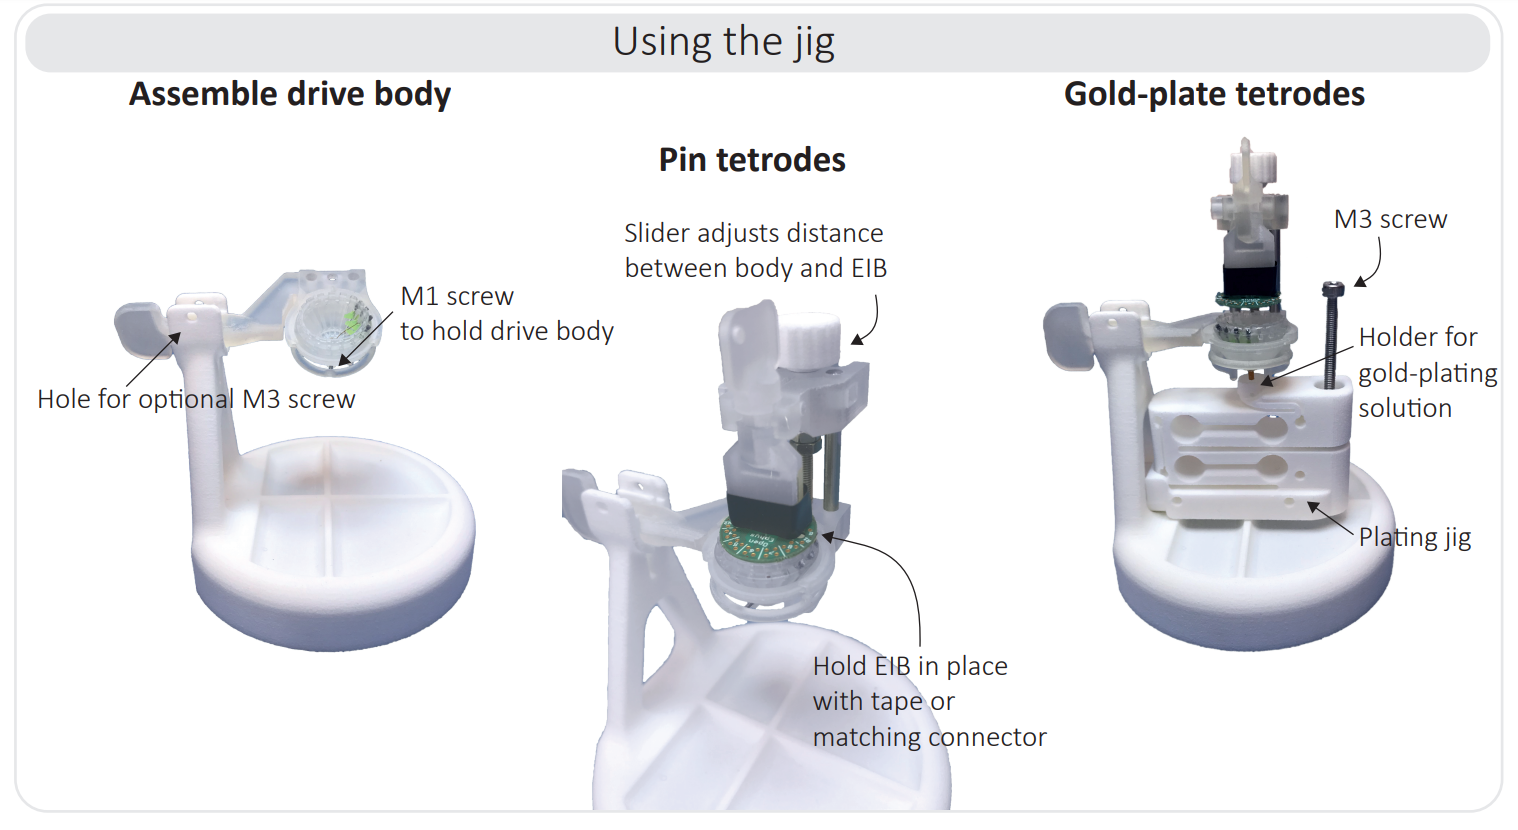 Using the jig
Assemble drive body
M1 screw
to hold drive body
Hole for optional M3 screw
Pin tetrodes
Slider adjusts distance
between body and EIB
Hold EIB in place
with tape or
matching connector
Gold-plate tetrodes
M3 screw
Holder for
gold-plating
solution
Plating jig